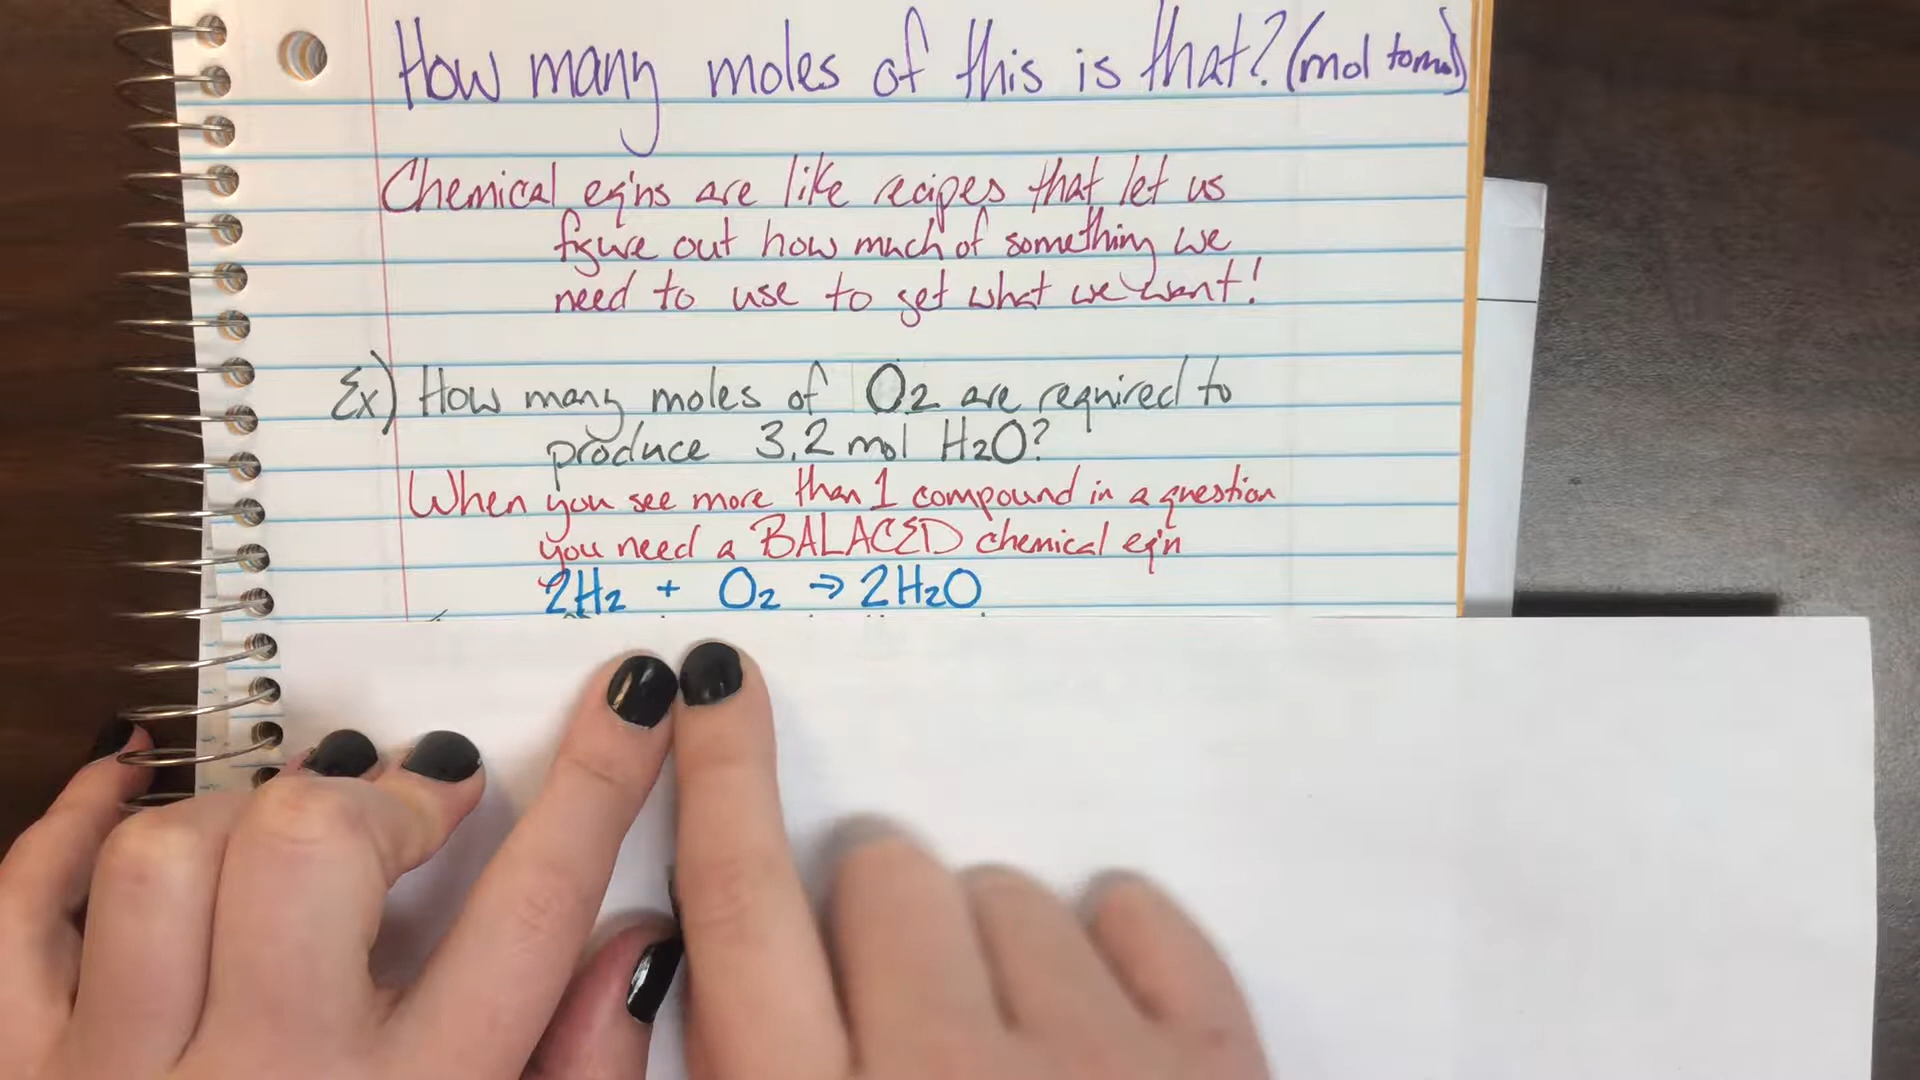 How many moles of this is that? (mol to mol)
Chemical eq'ns are like recipes that let us
figure out how much of something we
need to use to get what we want!
Ex) How many moles of O2 are required to
produce 3.2 mol H2O?
When you see more than 1 compound in a question
you need a BALACED chemical eq'n
2H2 + O2 → 2H2O